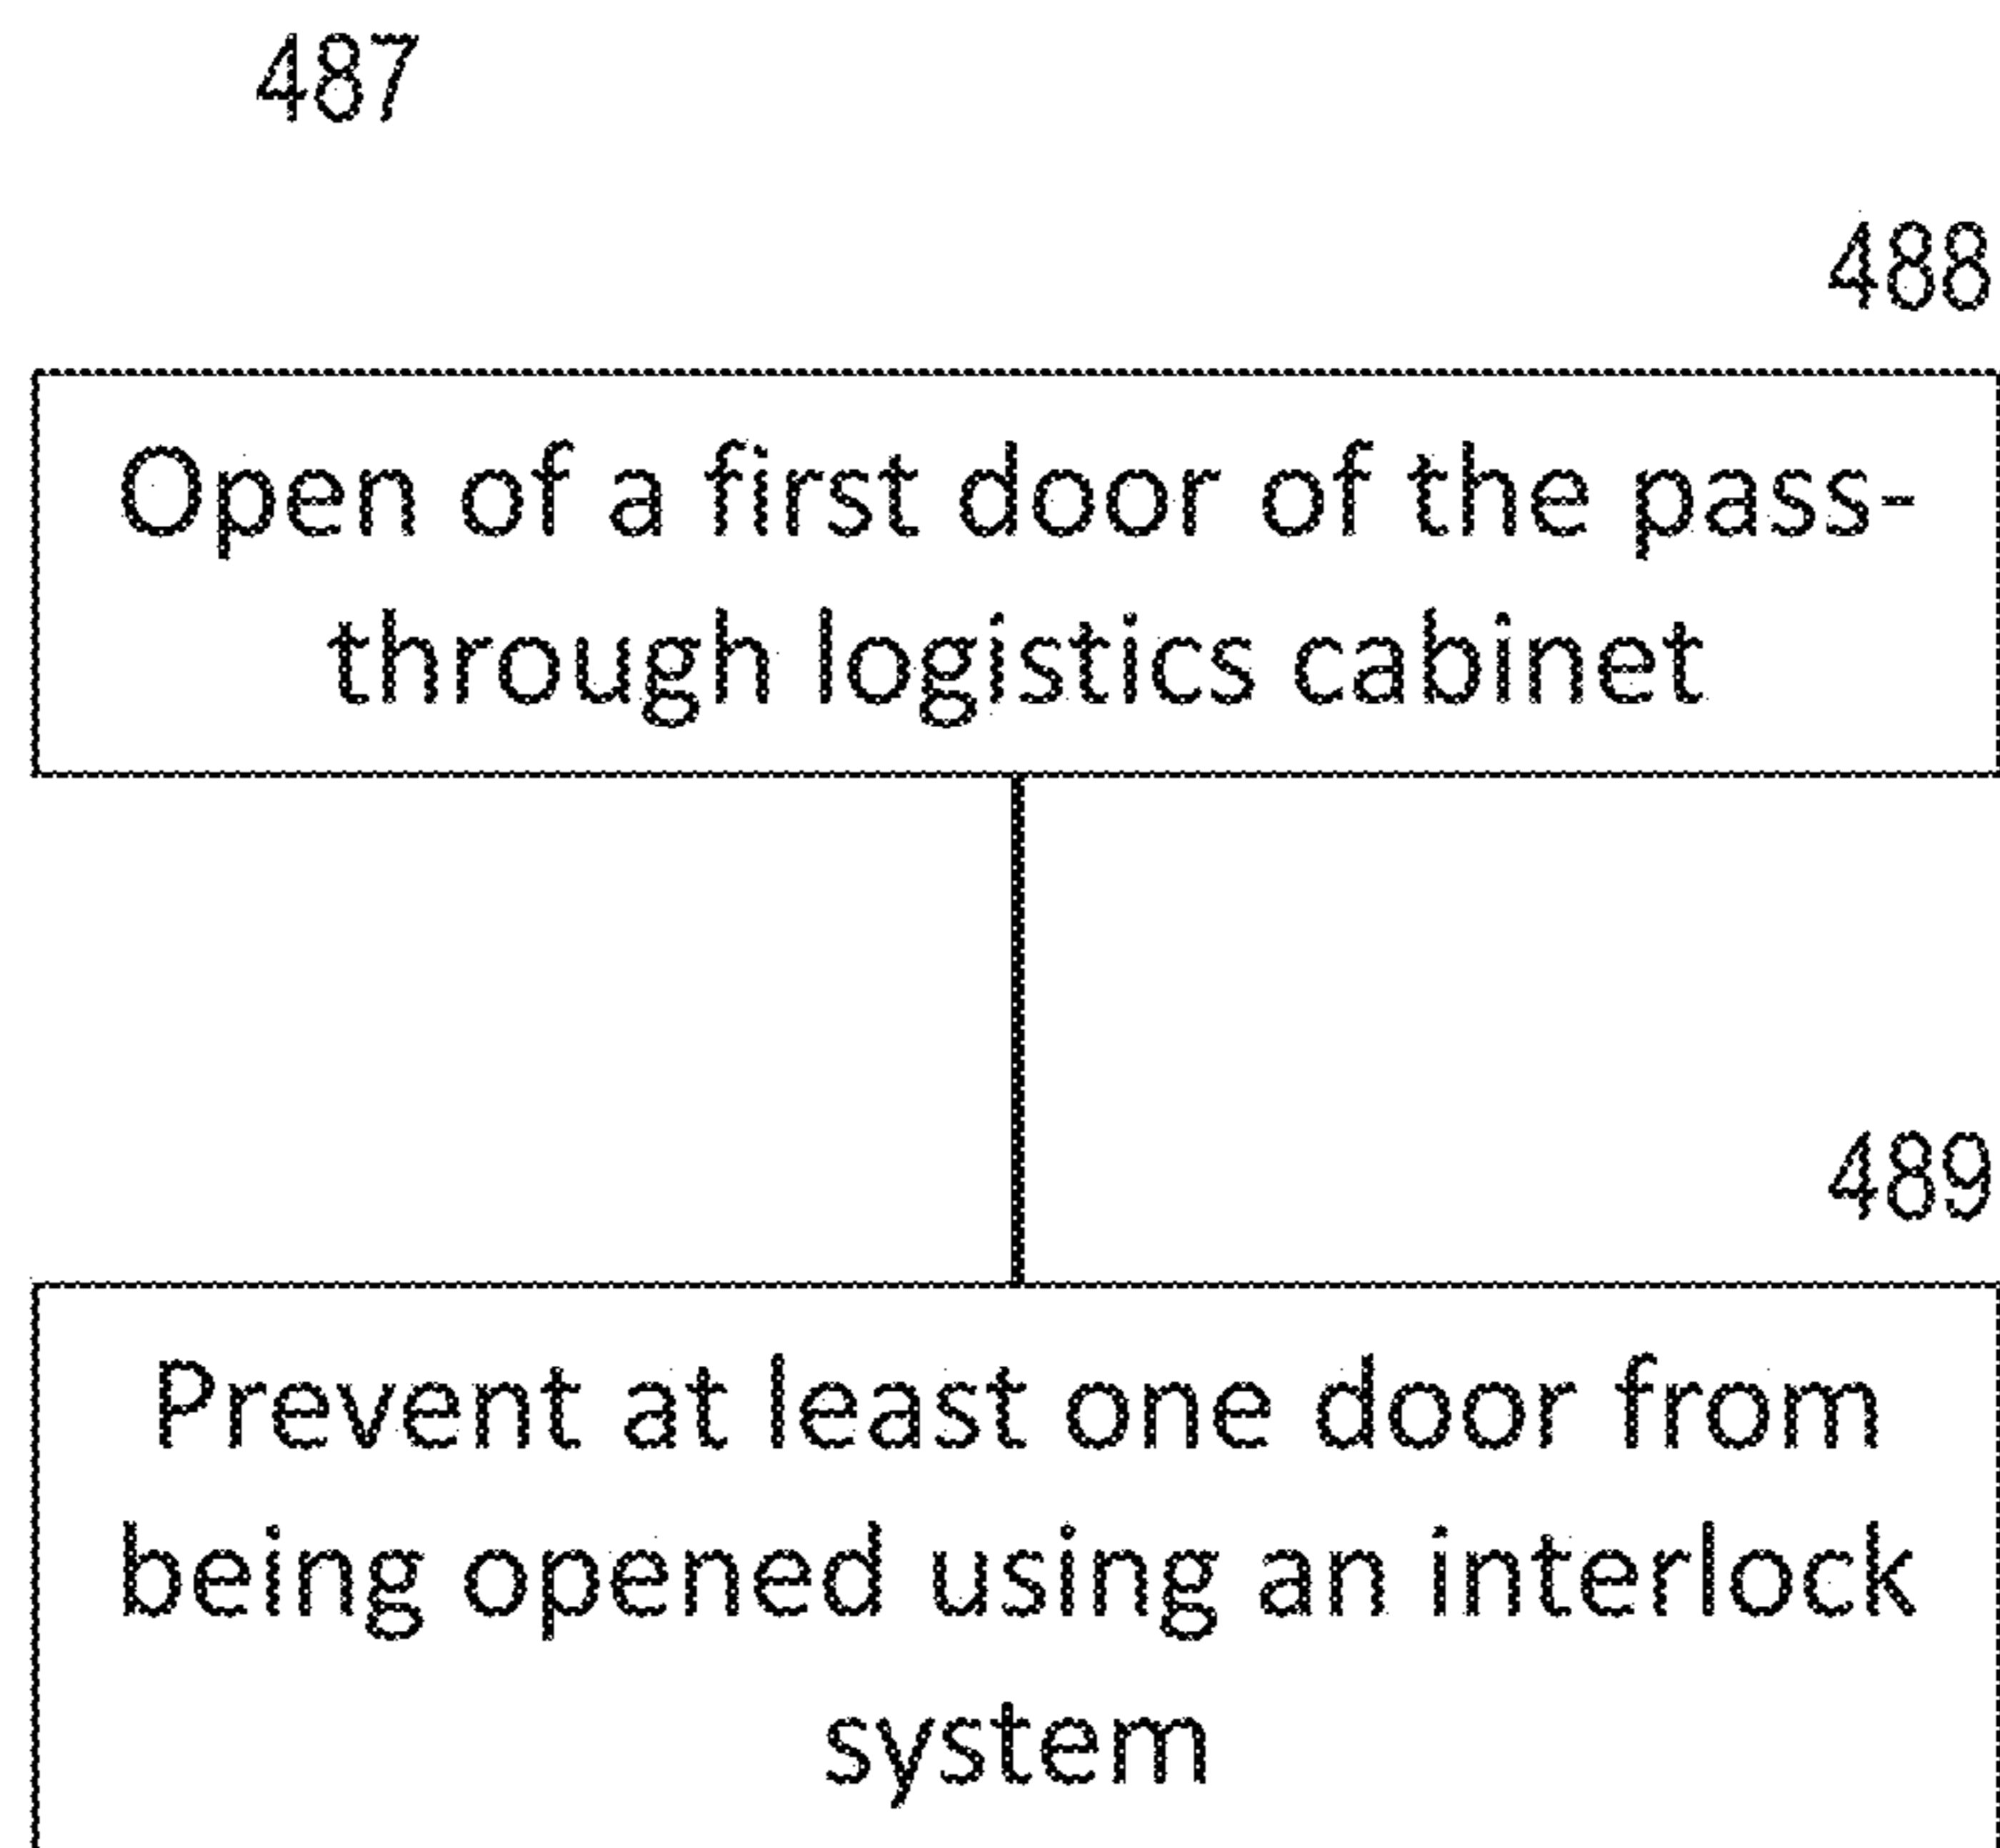 487
488
Open of a first door of the pass-
through logistics cabinet
489
Prevent at least one door from
being opened using an interlock
system